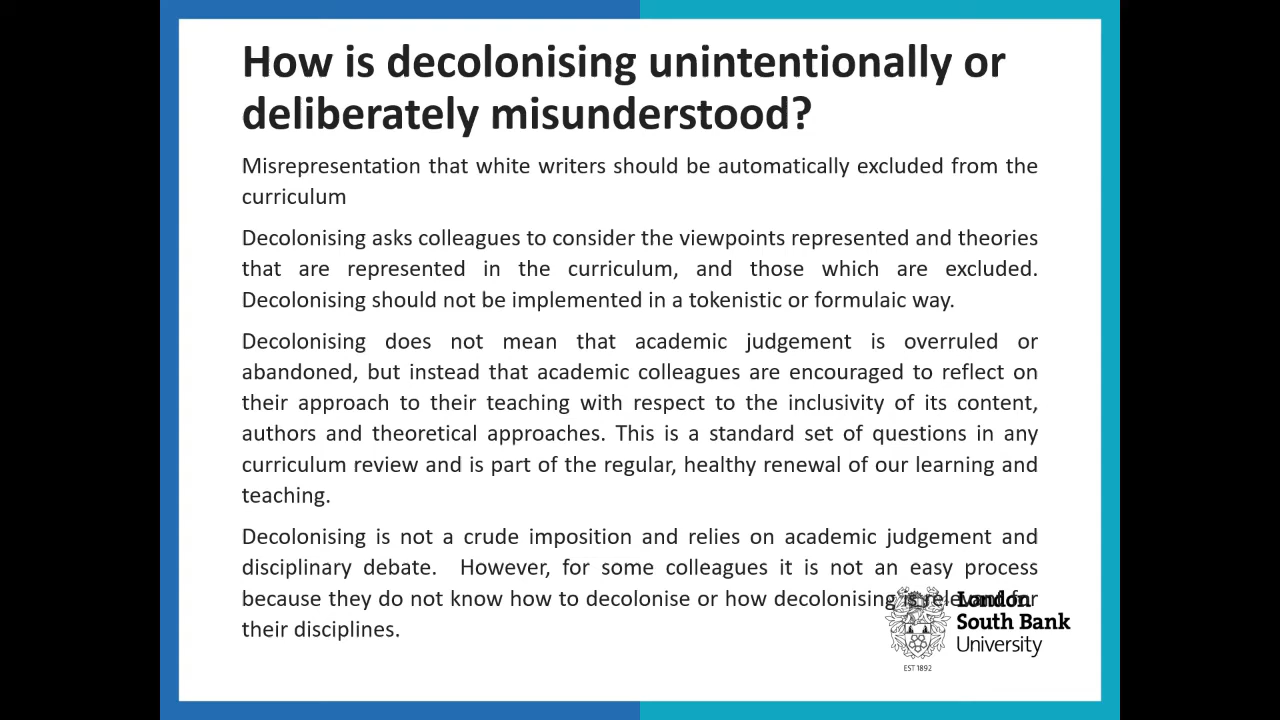 How is decolonising unintentionally or
deliberately misunderstood?
Misrepresentation that white writers should be automatically excluded from the
curriculum
Decolonising asks colleagues to consider the viewpoints represented and theories
that are represented in the curriculum, and those which are excluded.
Decolonising should not be implemented in a tokenistic or formulaic way.
Decolonising does not mean that academic judgement is overruled or
abandoned, but instead that academic colleagues are encouraged to reflect on
their approach to their teaching with respect to the inclusivity of its content,
authors and theoretical approaches. This is a standard set of questions in any
curriculum review and is part of the regular, healthy renewal of our learning and
teaching.
Decolonising is not a crude imposition and relies on academic judgement and
disciplinary debate. However, for some colleagues it is not an easy process
because they do not know how to decolonise or how decolonising is relevant for
their disciplines.
London
South Bank
University
EST 1892